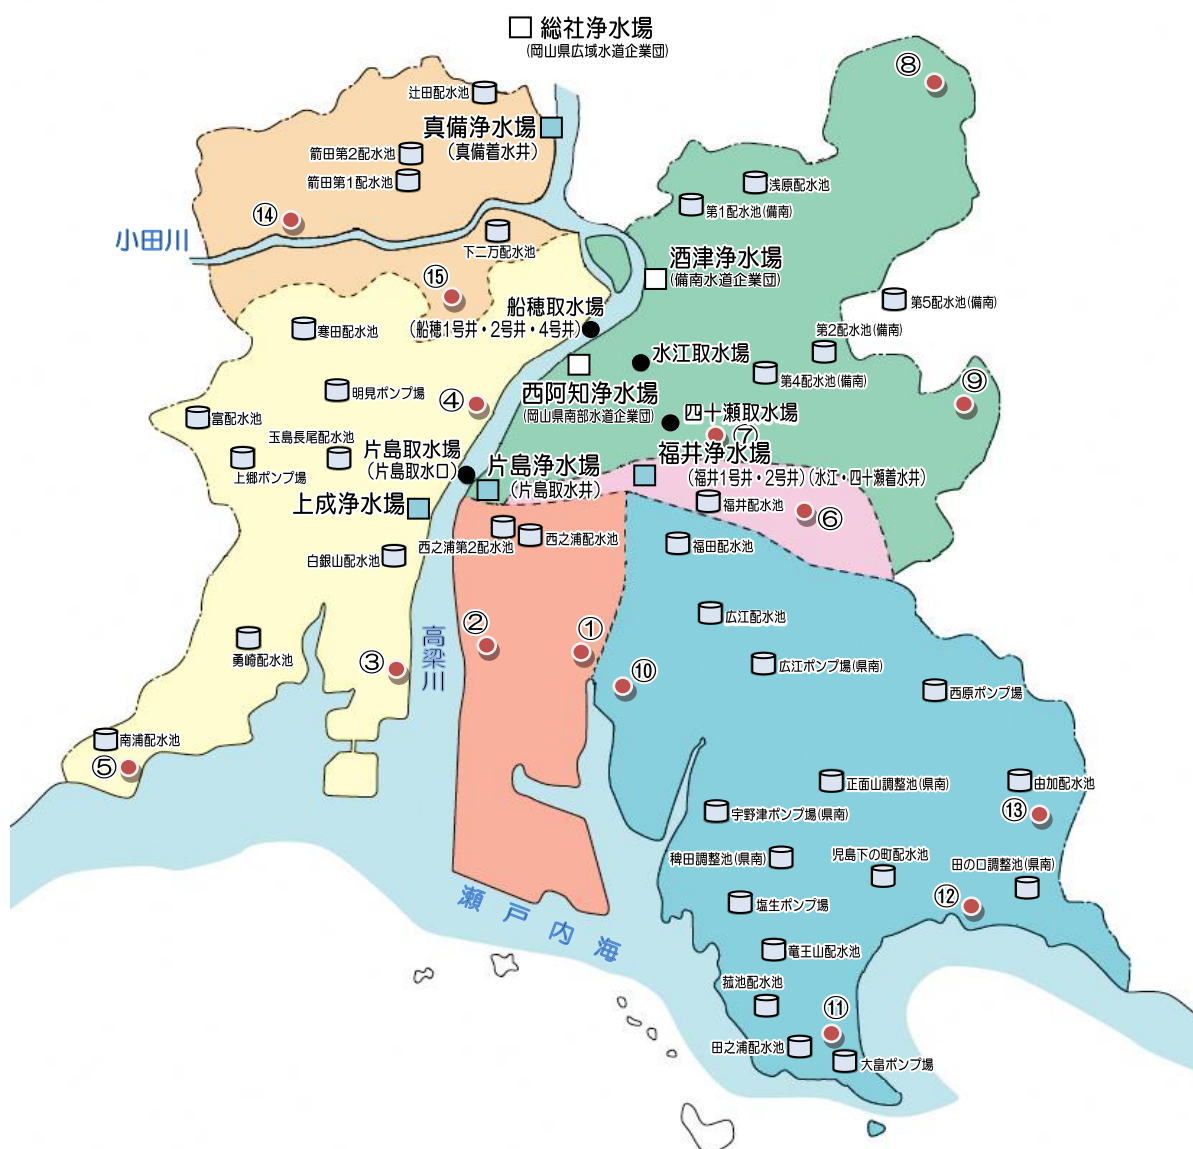 総社浄水場
(岡山県広域水道企業団)
⑧
辻田配水池
真備浄水場
(真備着水井)
箭田第2配水池
箭田第1配水池
浅原配水池
第1配水池(備南)
⑭
小田川
下二万配水池
酒津浄水場
(備南水道企業団)
⑮
船穂取水場
(船穂1号井・2号井・4号井)
第5配水池(備南)
寒田配水池
第2配水池(備南)
水江取水場
第4配水池(備南)
明見ポンプ場
西阿知浄水場
(岡山県南部水道企業団)
④
⑨
富配水池
四十瀬取水場
⑦
玉島長尾配水池
片島取水場
(片島取水口)
上郷ポンプ場
片島浄水場
(片島取水井)
福井浄水場
(福井1号井・2号井)(水江・四十瀬着水井)
上成浄水場
福井配水池
⑥
西之浦第2配水池
西之浦配水池
福田配水池
白銀山配水池
広江配水池
高梁川
②
①
勇崎配水池
③
⑩
広江ポンプ場(県南)
西原ポンプ場
南浦配水池
⑤
正面山調整池(県南)
由加配水池
宇野津ポンプ場(県南)
⑬
稗田調整池(県南)
児島下の町配水池
田の口調整池(県南)
瀬戸内海
塩生ポンプ場
⑫
竜王山配水池
菰池配水池
⑪
田之浦配水池
大畠ポンプ場